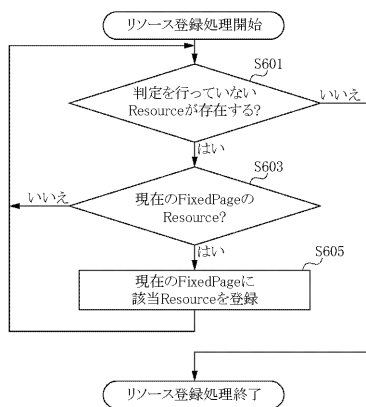 リソース登録処理開始
S601
判定を行っていない
Resourceが存在する?
いいえ
はい
S603
現在のFixedPageの
Resource?
いいえ
はい
S605
現在のFixedPageに
該当Resourceを登録
リソース登録処理終了